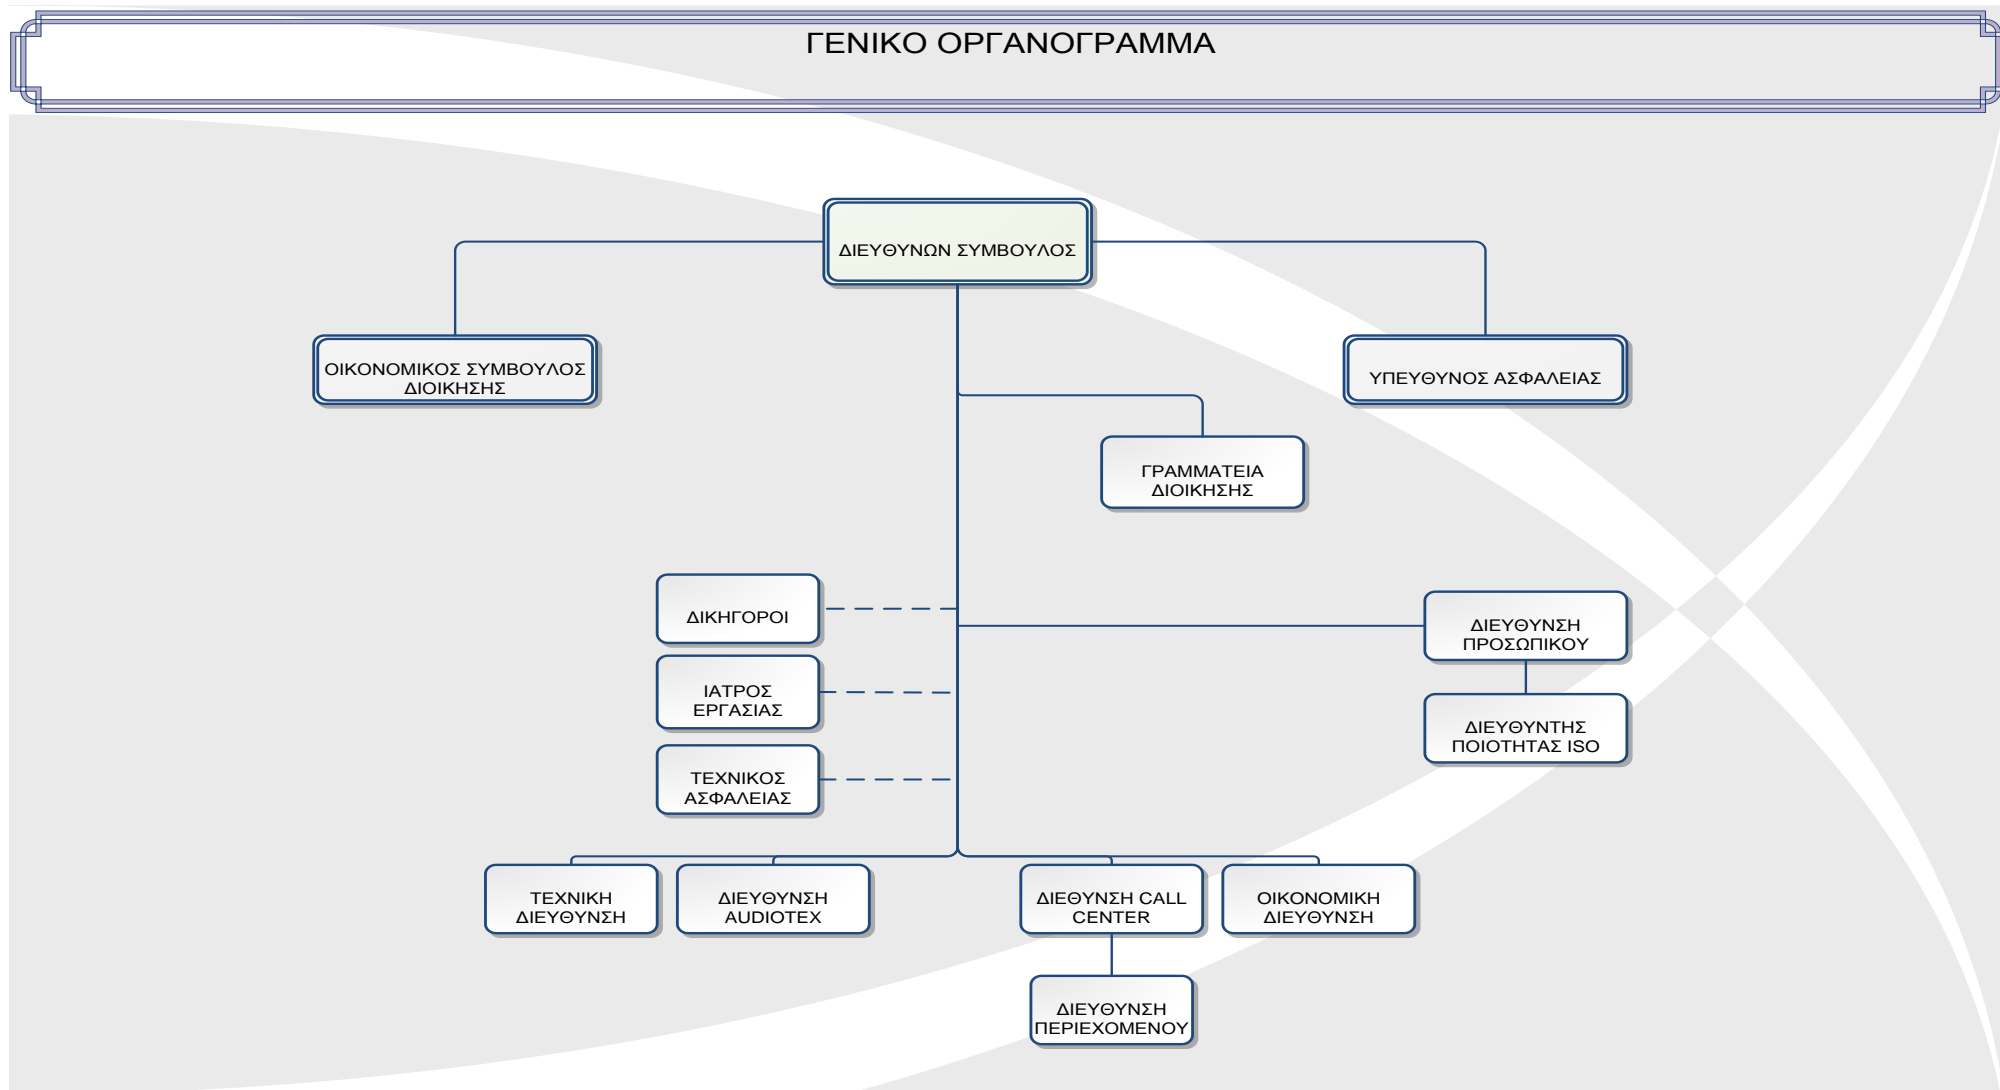 ΓΕΝΙΚΟ ΟΡΓΑΝΟΓΡΑΜΜΑ
ΔΙΕΥΘΥΝΩΝ ΣΥΜΒΟΥΛΟΣ
ΟΙΚΟΝΟΜΙΚΟΣ ΣΥΜΒΟΥΛΟΣ
ΔΙΟΙΚΗΣΗΣ
ΥΠΕΥΘΥΝΟΣ ΑΣΦΑΛΕΙΑΣ
ΓΡΑΜΜΑΤΕΙΑ
ΔΙΟΙΚΗΣΗΣ
ΔΙΚΗΓΟΡΟΙ
ΙΑΤΡΟΣ
ΕΡΓΑΣΙΑΣ
ΤΕΧΝΙΚΟΣ
ΑΣΦΑΛΕΙΑΣ
ΔΙΕΥΘΥΝΣΗ
ΠΡΟΣΩΠΙΚΟΥ
ΔΙΕΥΘΥΝΤΗΣ
ΠΟΙΟΤΗΤΑΣ ISO
ΤΕΧΝΙΚΗ
ΔΙΕΥΘΥΝΣΗ
ΔΙΕΥΘΥΝΣΗ
AUDIOTEX
ΔΙΕΘΥΝΣΗ CALL
CENTER
ΟΙΚΟΝΟΜΙΚΗ
ΔΙΕΥΘΥΝΣΗ
ΔΙΕΥΘΥΝΣΗ
ΠΕΡΙΕΧΟΜΕΝΟΥ